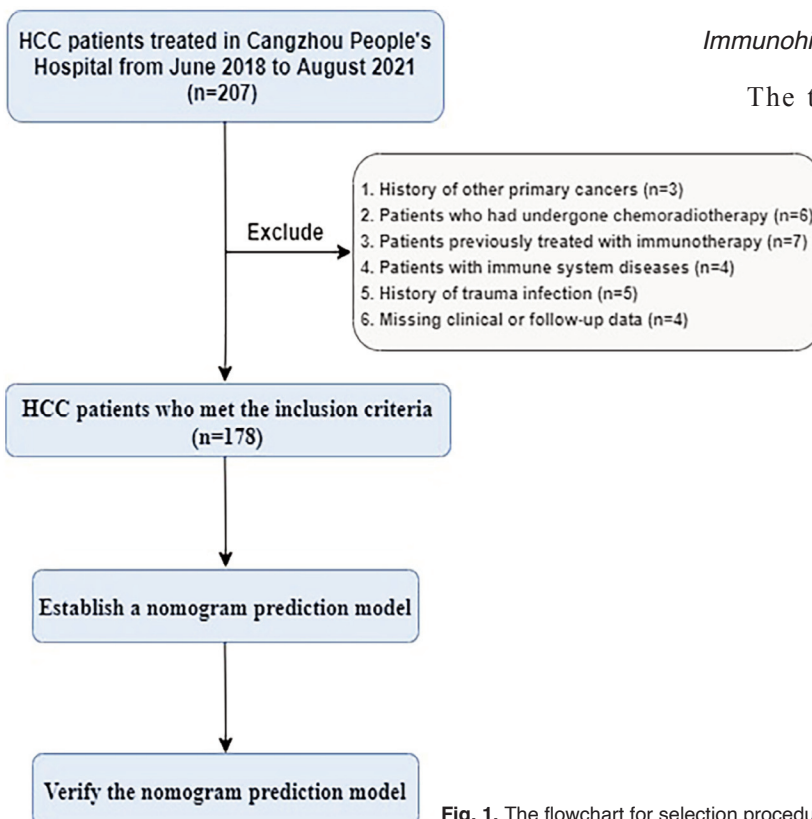 HCC patients treated in Cangzhou People's
Hospital from June 2018 to August 2021
(n=207)
The t
Exclude
1. History of other primary cancers (n=3)
2. Patients who had undergone chemoradiotherapy (n=6)
3. Patients previously treated with immunotherapy (n=7)
4. Patients with immune system diseases (n=4)
5. History of trauma infection (n=5)
6. Missing clinical or follow-up data (n=4)
HCC patients who met the inclusion criteria
(n=178)
Establish a nomogram prediction model
Verify the nomogram prediction model
Fig. 1. The flowchart for selection procedu